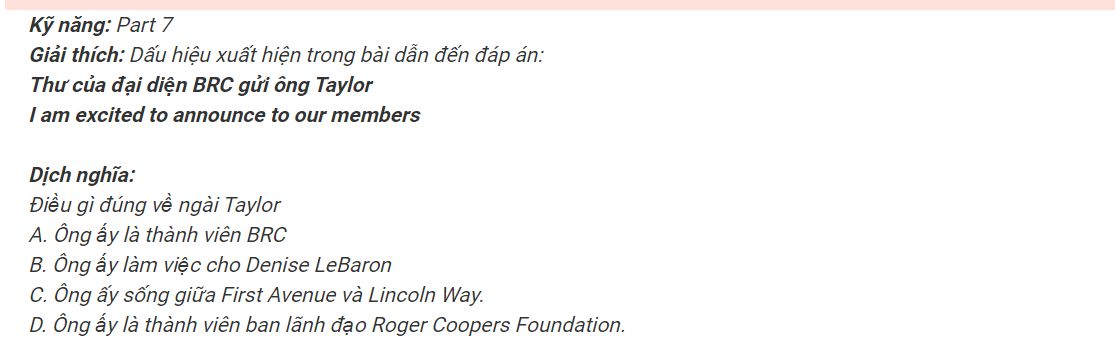 Kỹ năng: Part 7
Giải thích: Dấu hiệu xuất hiện trong bài dẫn đến đáp án:
Thư của đại diện BRC gửi ông Taylor
I am excited to announce to our members
Dịch nghĩa:
Điều gì đúng về ngài Taylor
A. Ông ấy là thành viên BRC
B. Ông ấy làm việc cho Denise LeBaron
C. Ông ấy sống giữa First Avenue và Lincoln Way.
D. Ông ấy là thành viên ban lãnh đạo Roger Coopers Foundation.